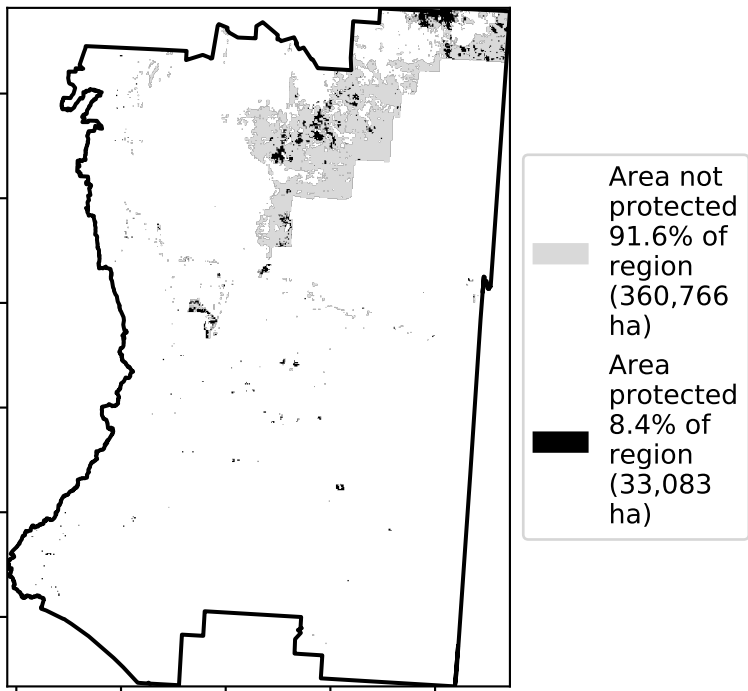 Area not
protected
91.6% of
region
(360,766
ha)
Area
protected
8.4% of
region
(33,083
ha)